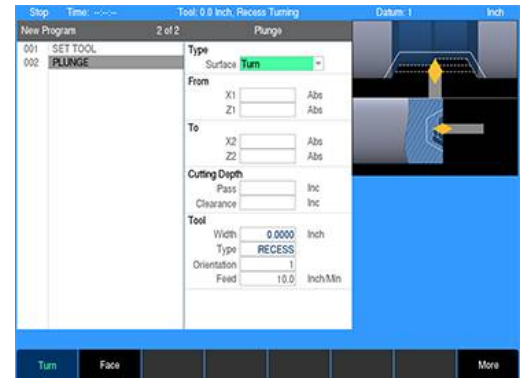 Stop Time: --:--:-- Tool: 0.0 Inch, Recess Turning Datum: 1 Inch
New Program 2 of 2 Plunge
001 SET TOOL
002 PLUNGE
Type
Surface Turn
From
X1 Abs
Z1 Abs
To
X2 Abs
Z2 Abs
Cutting Depth
Pass Inc
Clearance Inc
Tool
Width 0.0000 Inch
Type RECESS
Orientation 1
Feed 10.0 Inch/Min
Turn Face More